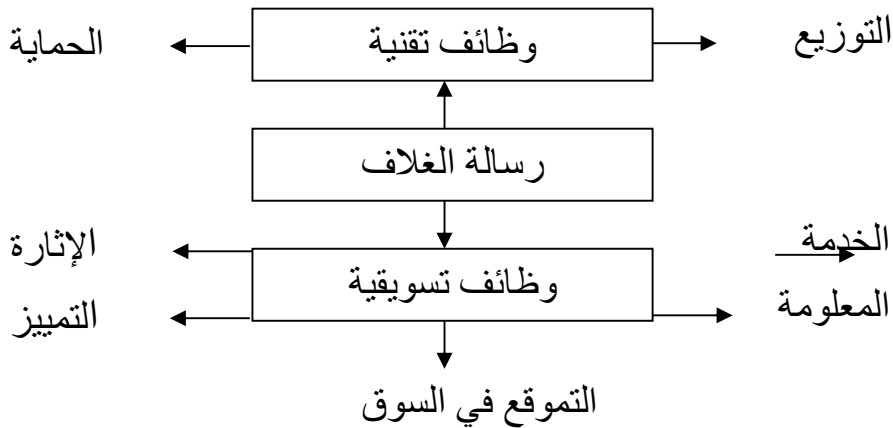 التوزيع
وظائف تقنية
الحماية
رسالة الغلاف
الخدمة
الإثارة
وظائف تسويقية
المعلومة
التمييز
التموقع في السوق